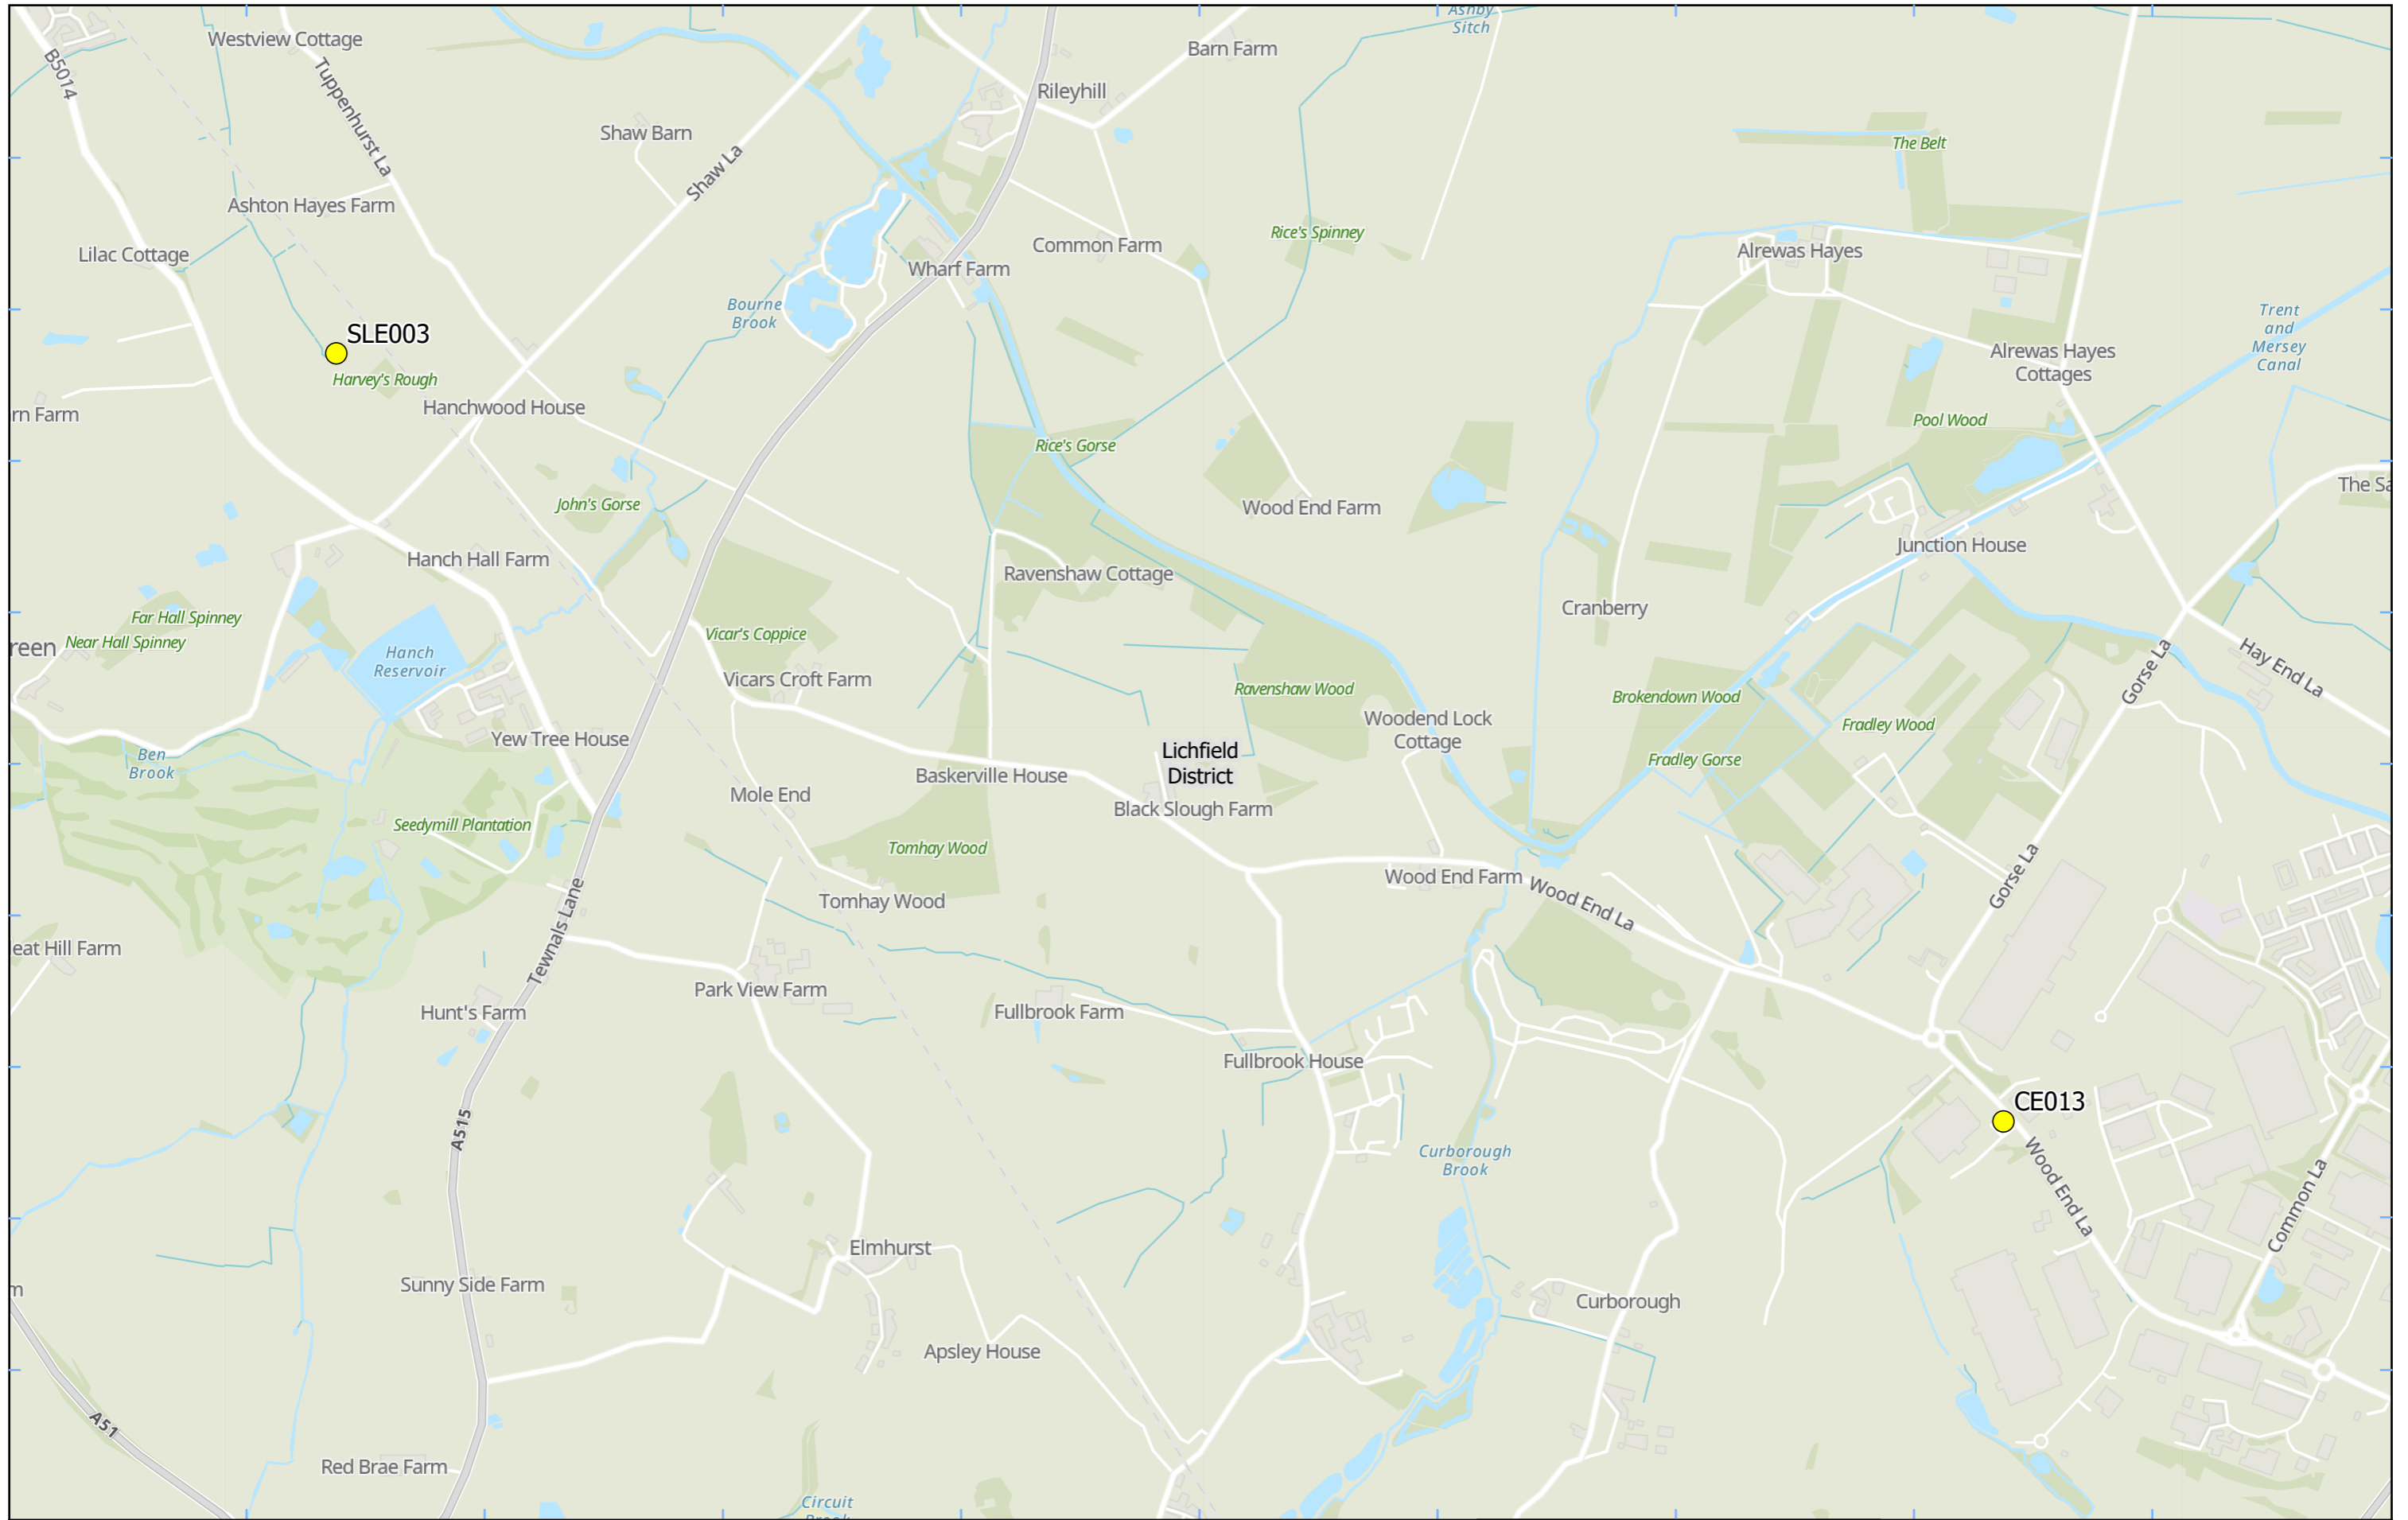 Ashby
Sitch
Westview Cottage
Barn Farm
B5014
Tuppenhurst La
Rileyhill
Shaw Barn
The Belt
Shaw La
Ashton Hayes Farm
Rice's Spinney
Common Farm
Alrewas Hayes
Lilac Cottage
Wharf Farm
Bourne
Brook
Trent
and
Mersey
Canal
SLE003
Alrewas Hayes
Cottages
Harvey's Rough
Hanchwood House
rn Farm
Pool Wood
Rice's Gorse
The Sa
John's Gorse
Wood End Farm
Junction House
Hanch Hall Farm
Ravenshaw Cottage
Cranberry
Far Hall Spinney
Near Hall Spinney
reen
Vicar's Coppice
Hanch
Reservoir
Gorse La
Hay End La
Vicars Croft Farm
Ravenshaw Wood
Brokendown Wood
Woodend Lock
Cottage
Fradley Wood
Yew Tree House
Lichfield
District
Ben
Brook
Fradley Gorse
Baskerville House
Mole End
Black Slough Farm
Seedymill Plantation
Tomhay Wood
Wood End Farm
Wood End La
Gorse La
Tomhay Wood
Tewnals Lane
eat Hill Farm
Park View Farm
Hunt's Farm
Fullbrook Farm
Fullbrook House
CE013
A515
Curborough
Brook
Wood End La
Common La
Elmhurst
Sunny Side Farm
m
Curborough
Apsley House
A51
Red Brae Farm
Circuit
Brook